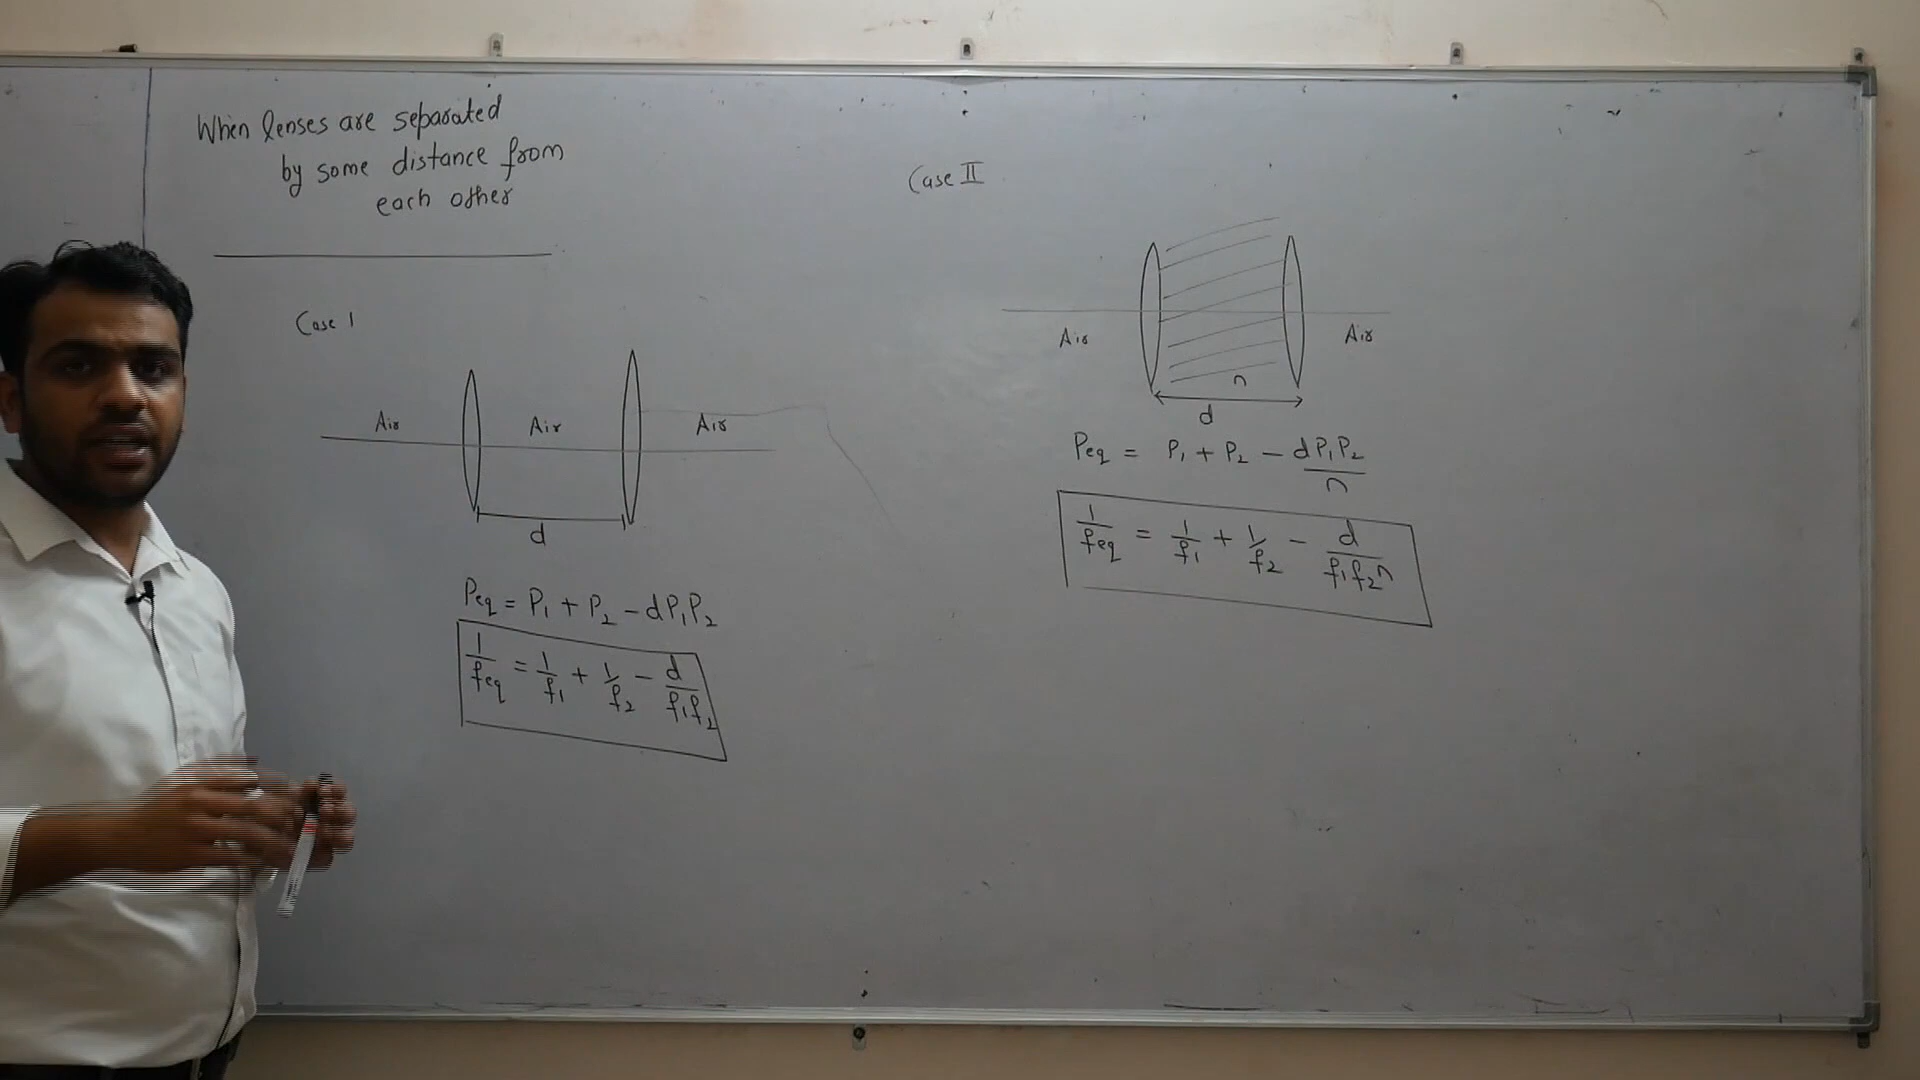 When lenses are separated
by some distance from
each other
Case I
Air Air Air
d
Peq = P₁ + P₂ - dP₁P₂
1/feq = 1/f₁ + 1/f₂ - d/f₁f₂
Case II
Air Air
n
d
Peq = P₁ + P₂ - dP₁P₂/n
1/feq = 1/f₁ + 1/f₂ - d/f₁f₂n